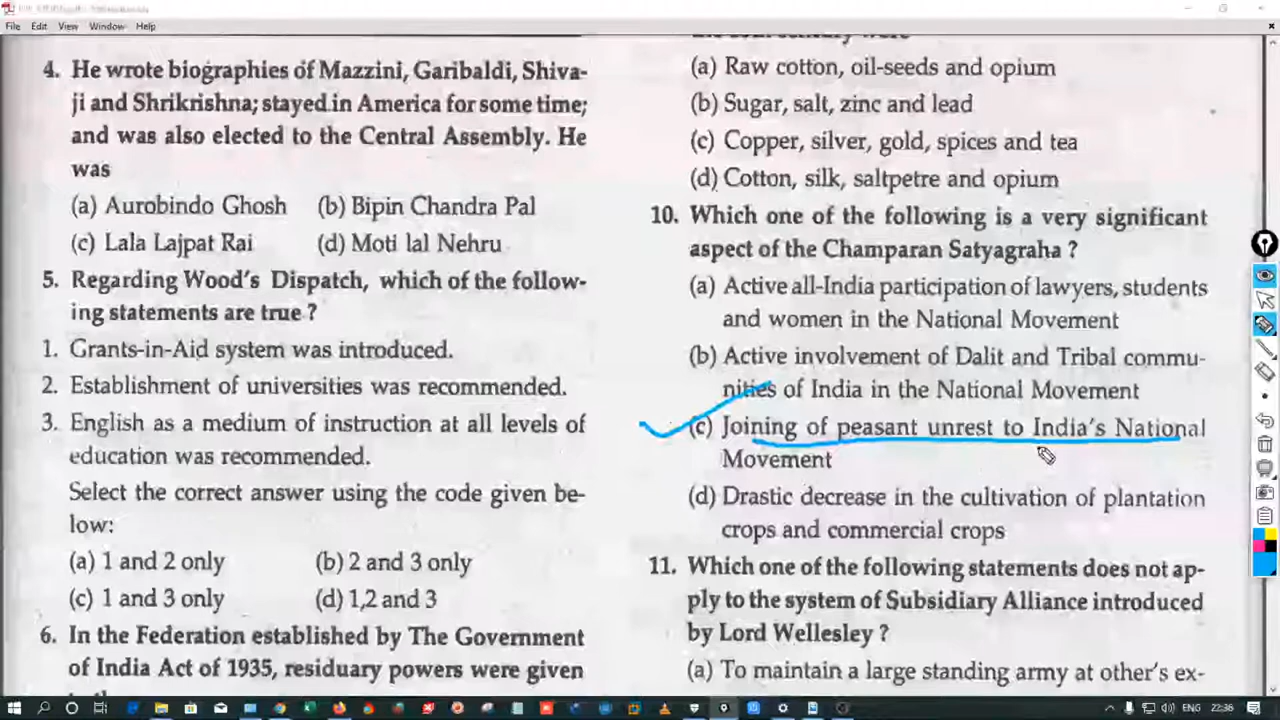 File Edit View Window Help
4. He wrote biographies of Mazzini, Garibaldi, Shiva-
ji and Shrikrishna; stayed in America for some time;
and was also elected to the Central Assembly. He
was
(a) Aurobindo Ghosh (b) Bipin Chandra Pal
(c) Lala Lajpat Rai (d) Moti lal Nehru
5. Regarding Wood's Dispatch, which of the follow-
ing statements are true ?
1. Grants-in-Aid system was introduced.
2. Establishment of universities was recommended.
3. English as a medium of instruction at all levels of
education was recommended.
Select the correct answer using the code given be-
low:
(a) 1 and 2 only (b) 2 and 3 only
(c) 1 and 3 only (d) 1,2 and 3
6. In the Federation established by The Government
of India Act of 1935, residuary powers were given
(a) Raw cotton, oil-seeds and opium
(b) Sugar, salt, zinc and lead
(c) Copper, silver, gold, spices and tea
(d) Cotton, silk, saltpetre and opium
10. Which one of the following is a very significant
aspect of the Champaran Satyagraha ?
(a) Active all-India participation of lawyers, students
and women in the National Movement
(b) Active involvement of Dalit and Tribal commu-
nities of India in the National Movement
(c) Joining of peasant unrest to India's National
Movement
(d) Drastic decrease in the cultivation of plantation
crops and commercial crops
11. Which one of the following statements does not ap-
ply to the system of Subsidiary Alliance introduced
by Lord Wellesley ?
(a) To maintain a large standing army at other's ex-
ENG 22:36